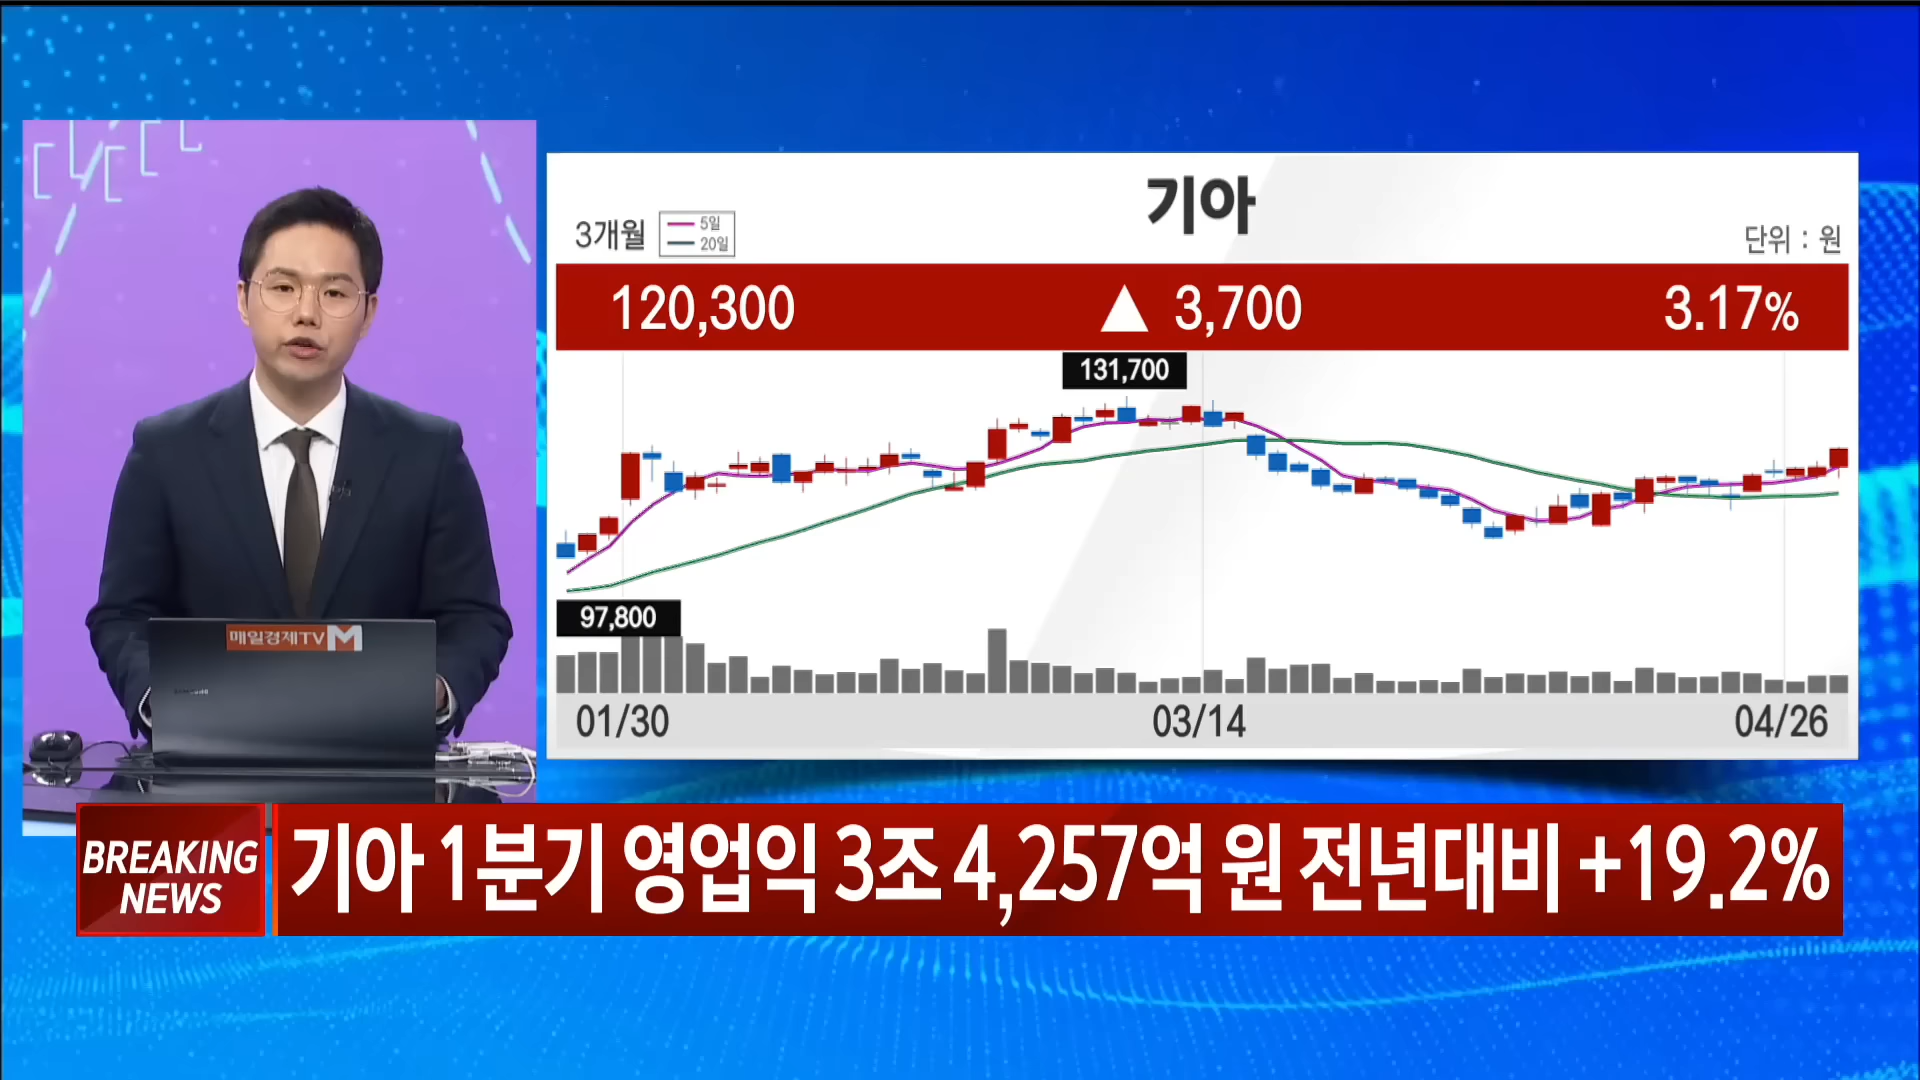 기아
3개월
5일
20일
단위 : 원
120,300 ▲ 3,700 3.17%
131,700
97,800
01/30 03/14 04/26
매일경제TV M
SAMSUNG
BREAKING
NEWS
기아 1분기 영업익 3조 4,257억 원 전년대비 +19.2%